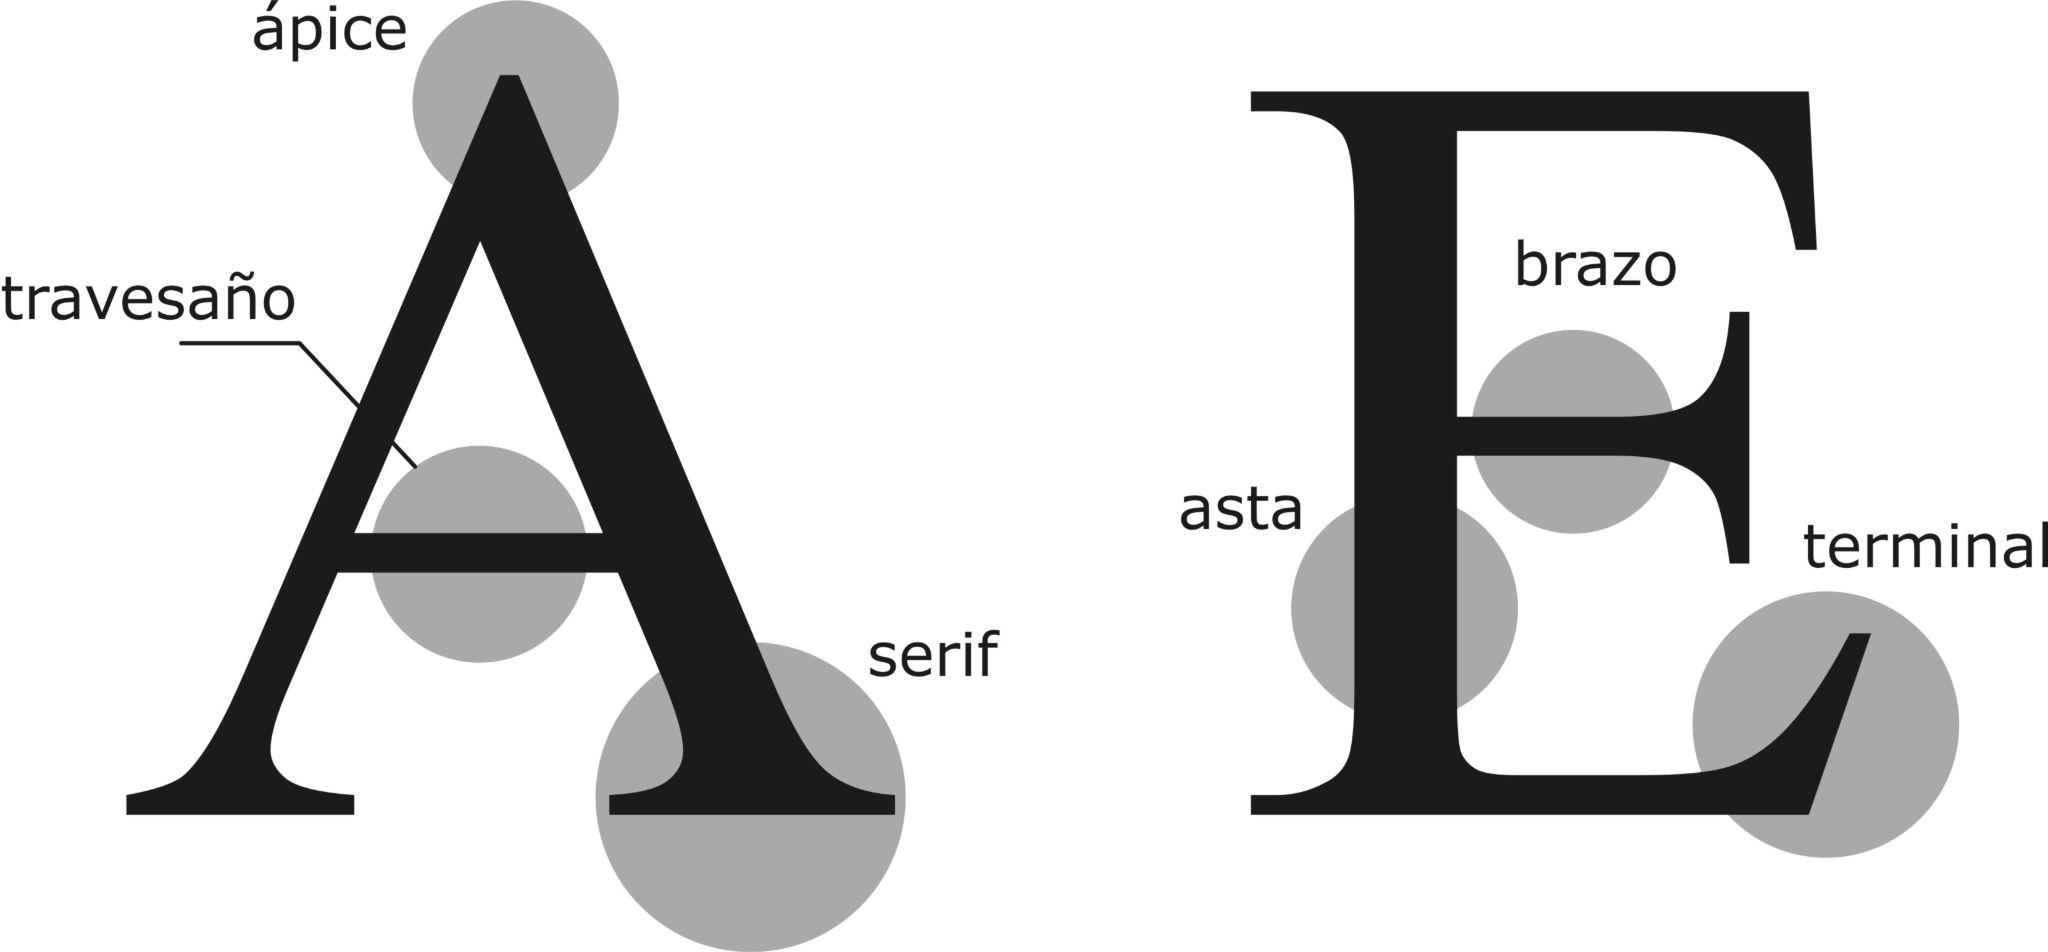 ápice
travesaño
serif
A
brazo
asta
terminal
E